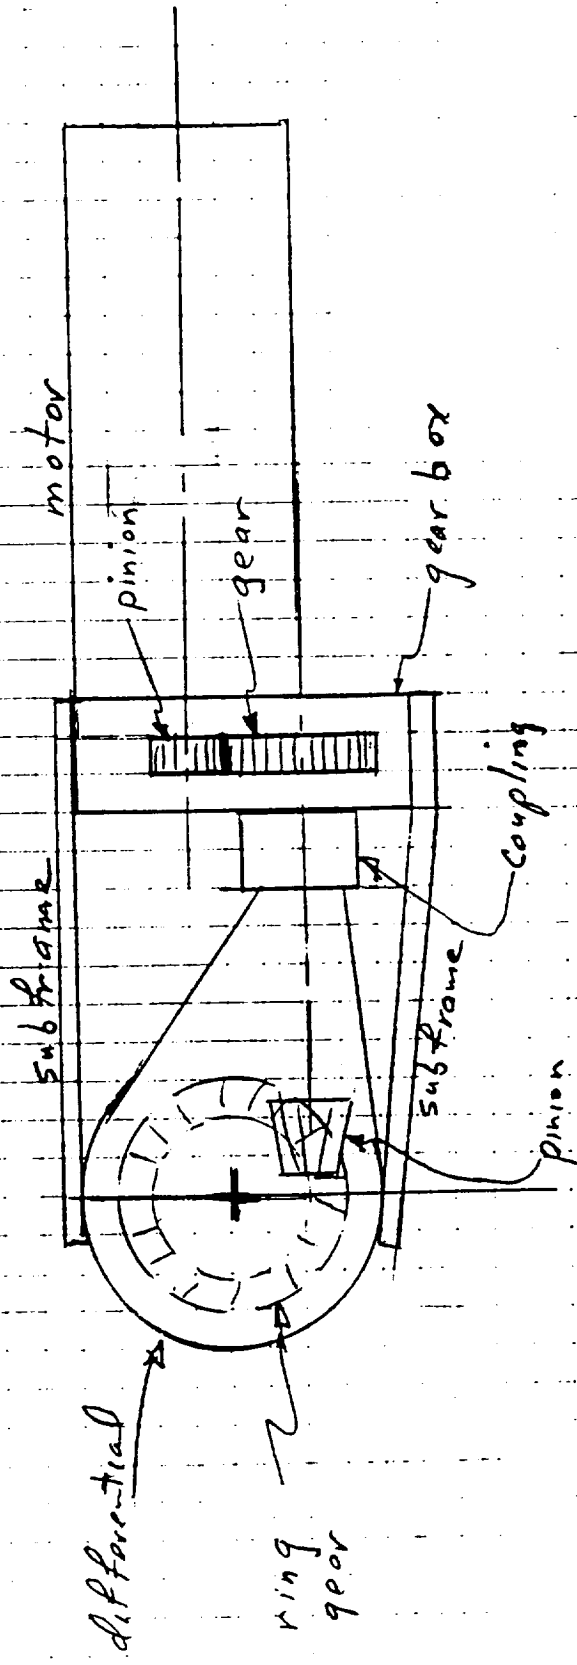 motor
pinion
gear
gear box
subframe
coupling
subframe
pinion
differential
ring
gear